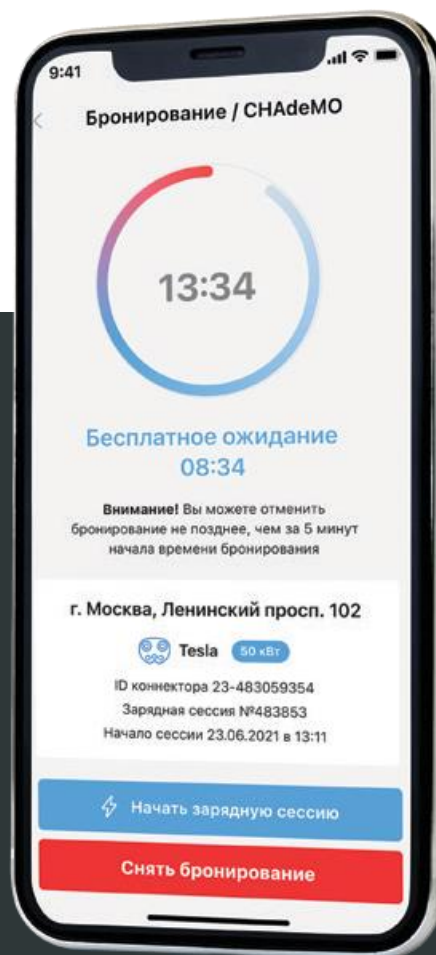 9:41
Бронирование / CHAdeMO
13:34
Бесплатное ожидание
08:34
Внимание! Вы можете отменить
бронирование не позднее, чем за 5 минут
начала времени бронирования
г. Москва, Ленинский просп. 102
Tesla 50 кВт
ID коннектора 23-483059354
Зарядная сессия №483853
Начало сессии 23.06.2021 в 13:11
Начать зарядную сессию
Снять бронирование